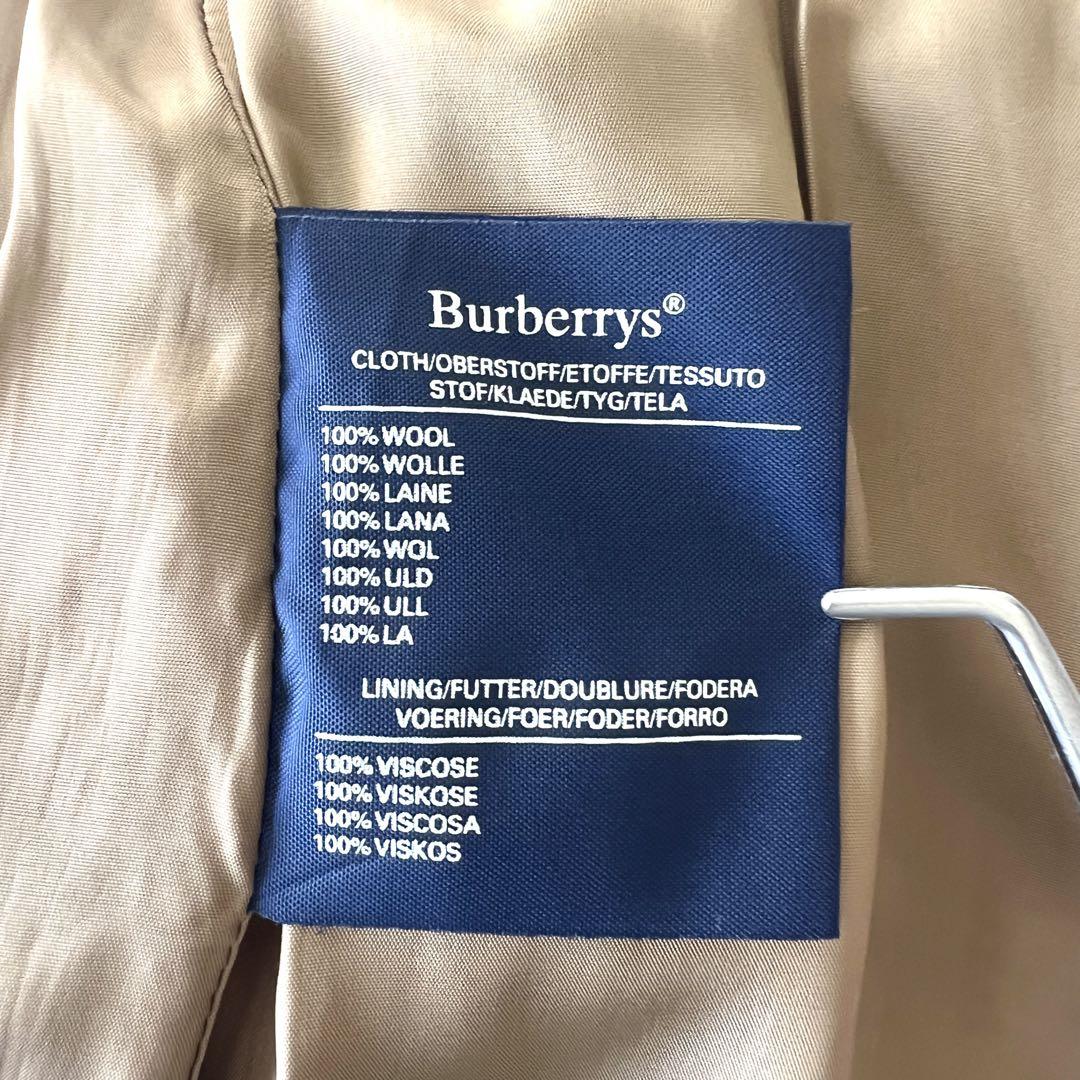 Burberrys®
CLOTH/OBERSTOFF/ETOFFE/TESSUTO
STOF/KLAEDE/TYG/TELA
100% WOOL
100% WOLLE
100% LAINE
100% LANA
100% WOL
100% ULD
100% ULL
100% LA
LINING/FUTTER/DOUBLURE/FODERA
VOERING/FOER/FODER/FORRO
100% VISCOSE
100% VISKOSE
100% VISCOSA
100% VISKOS